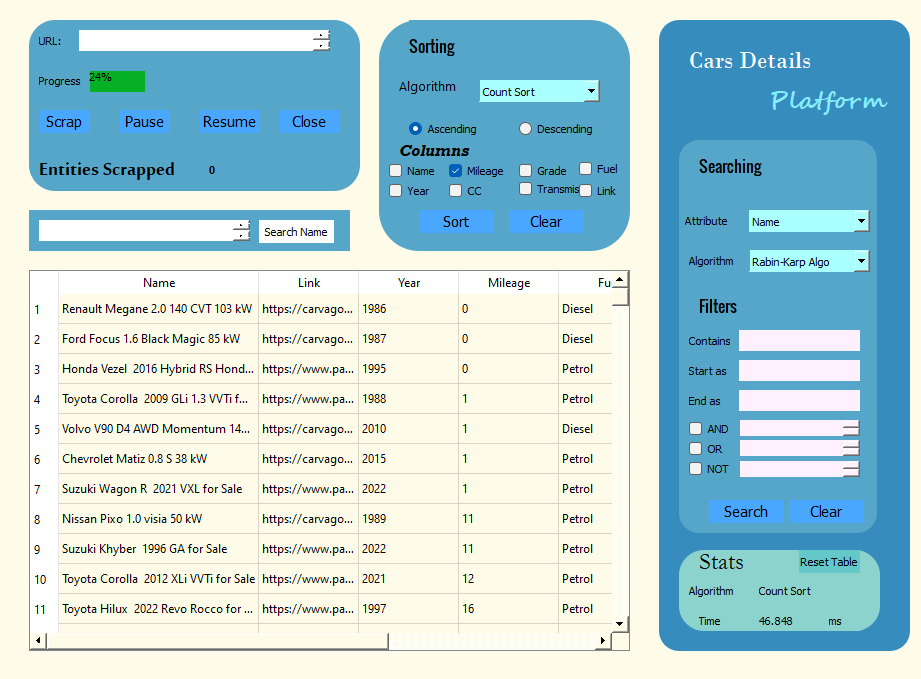 URL:
Progress 24%
Scrap Pause Resume Close
Entities Scrapped 0
Search Name
Sorting
Algorithm Count Sort
Ascending Descending
Columns
Name Mileage Grade Fuel
Year CC Transmis Link
Sort Clear
Name Link Year Mileage Fu
1 Renault Megane 2.0 140 CVT 103 kW https://carvago... 1986 0 Diesel
2 Ford Focus 1.6 Black Magic 85 kW https://carvago... 1987 0 Diesel
3 Honda Vezel 2016 Hybrid RS Hond... https://www.pa... 1995 0 Petrol
4 Toyota Corolla 2009 GLi 1.3 VVTi f... https://www.pa... 1988 1 Petrol
5 Volvo V90 D4 AWD Momentum 14... https://carvago... 2010 1 Diesel
6 Chevrolet Matiz 0.8 S 38 kW https://carvago... 2015 1 Petrol
7 Suzuki Wagon R 2021 VXL for Sale https://www.pa... 2022 1 Petrol
8 Nissan Pixo 1.0 visia 50 kW https://carvago... 1989 11 Petrol
9 Suzuki Khyber 1996 GA for Sale https://www.pa... 2022 11 Petrol
10 Toyota Corolla 2012 XLi VVTi for Sale https://www.pa... 2021 12 Petrol
11 Toyota Hilux 2022 Revo Rocco for ... https://www.pa... 1997 16 Petrol
Cars Details
Platform
Searching
Attribute Name
Algorithm Rabin-Karp Algo
Filters
Contains
Start as
End as
AND
OR
NOT
Search Clear
Stats Reset Table
Algorithm Count Sort
Time 46.848 ms